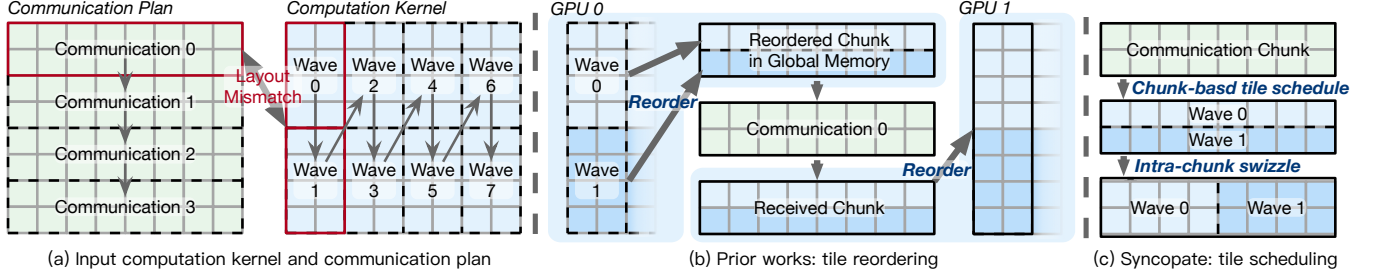 Communication Plan
Communication 0
Communication 1
Communication 2
Communication 3
Layout
Mismatch
Computation Kernel
Wave
0
Wave
2
Wave
4
Wave
6
Wave
1
Wave
3
Wave
5
Wave
7
(a) Input computation kernel and communication plan
GPU 0
Wave
0
Wave
1
Reorder
Reordered Chunk
in Global Memory
Communication 0
Received Chunk
Reorder
GPU 1
(b) Prior works: tile reordering
Communication Chunk
Chunk-basd tile schedule
Wave 0
Wave 1
Intra-chunk swizzle
Wave 0
Wave 1
(c) Syncopate: tile scheduling